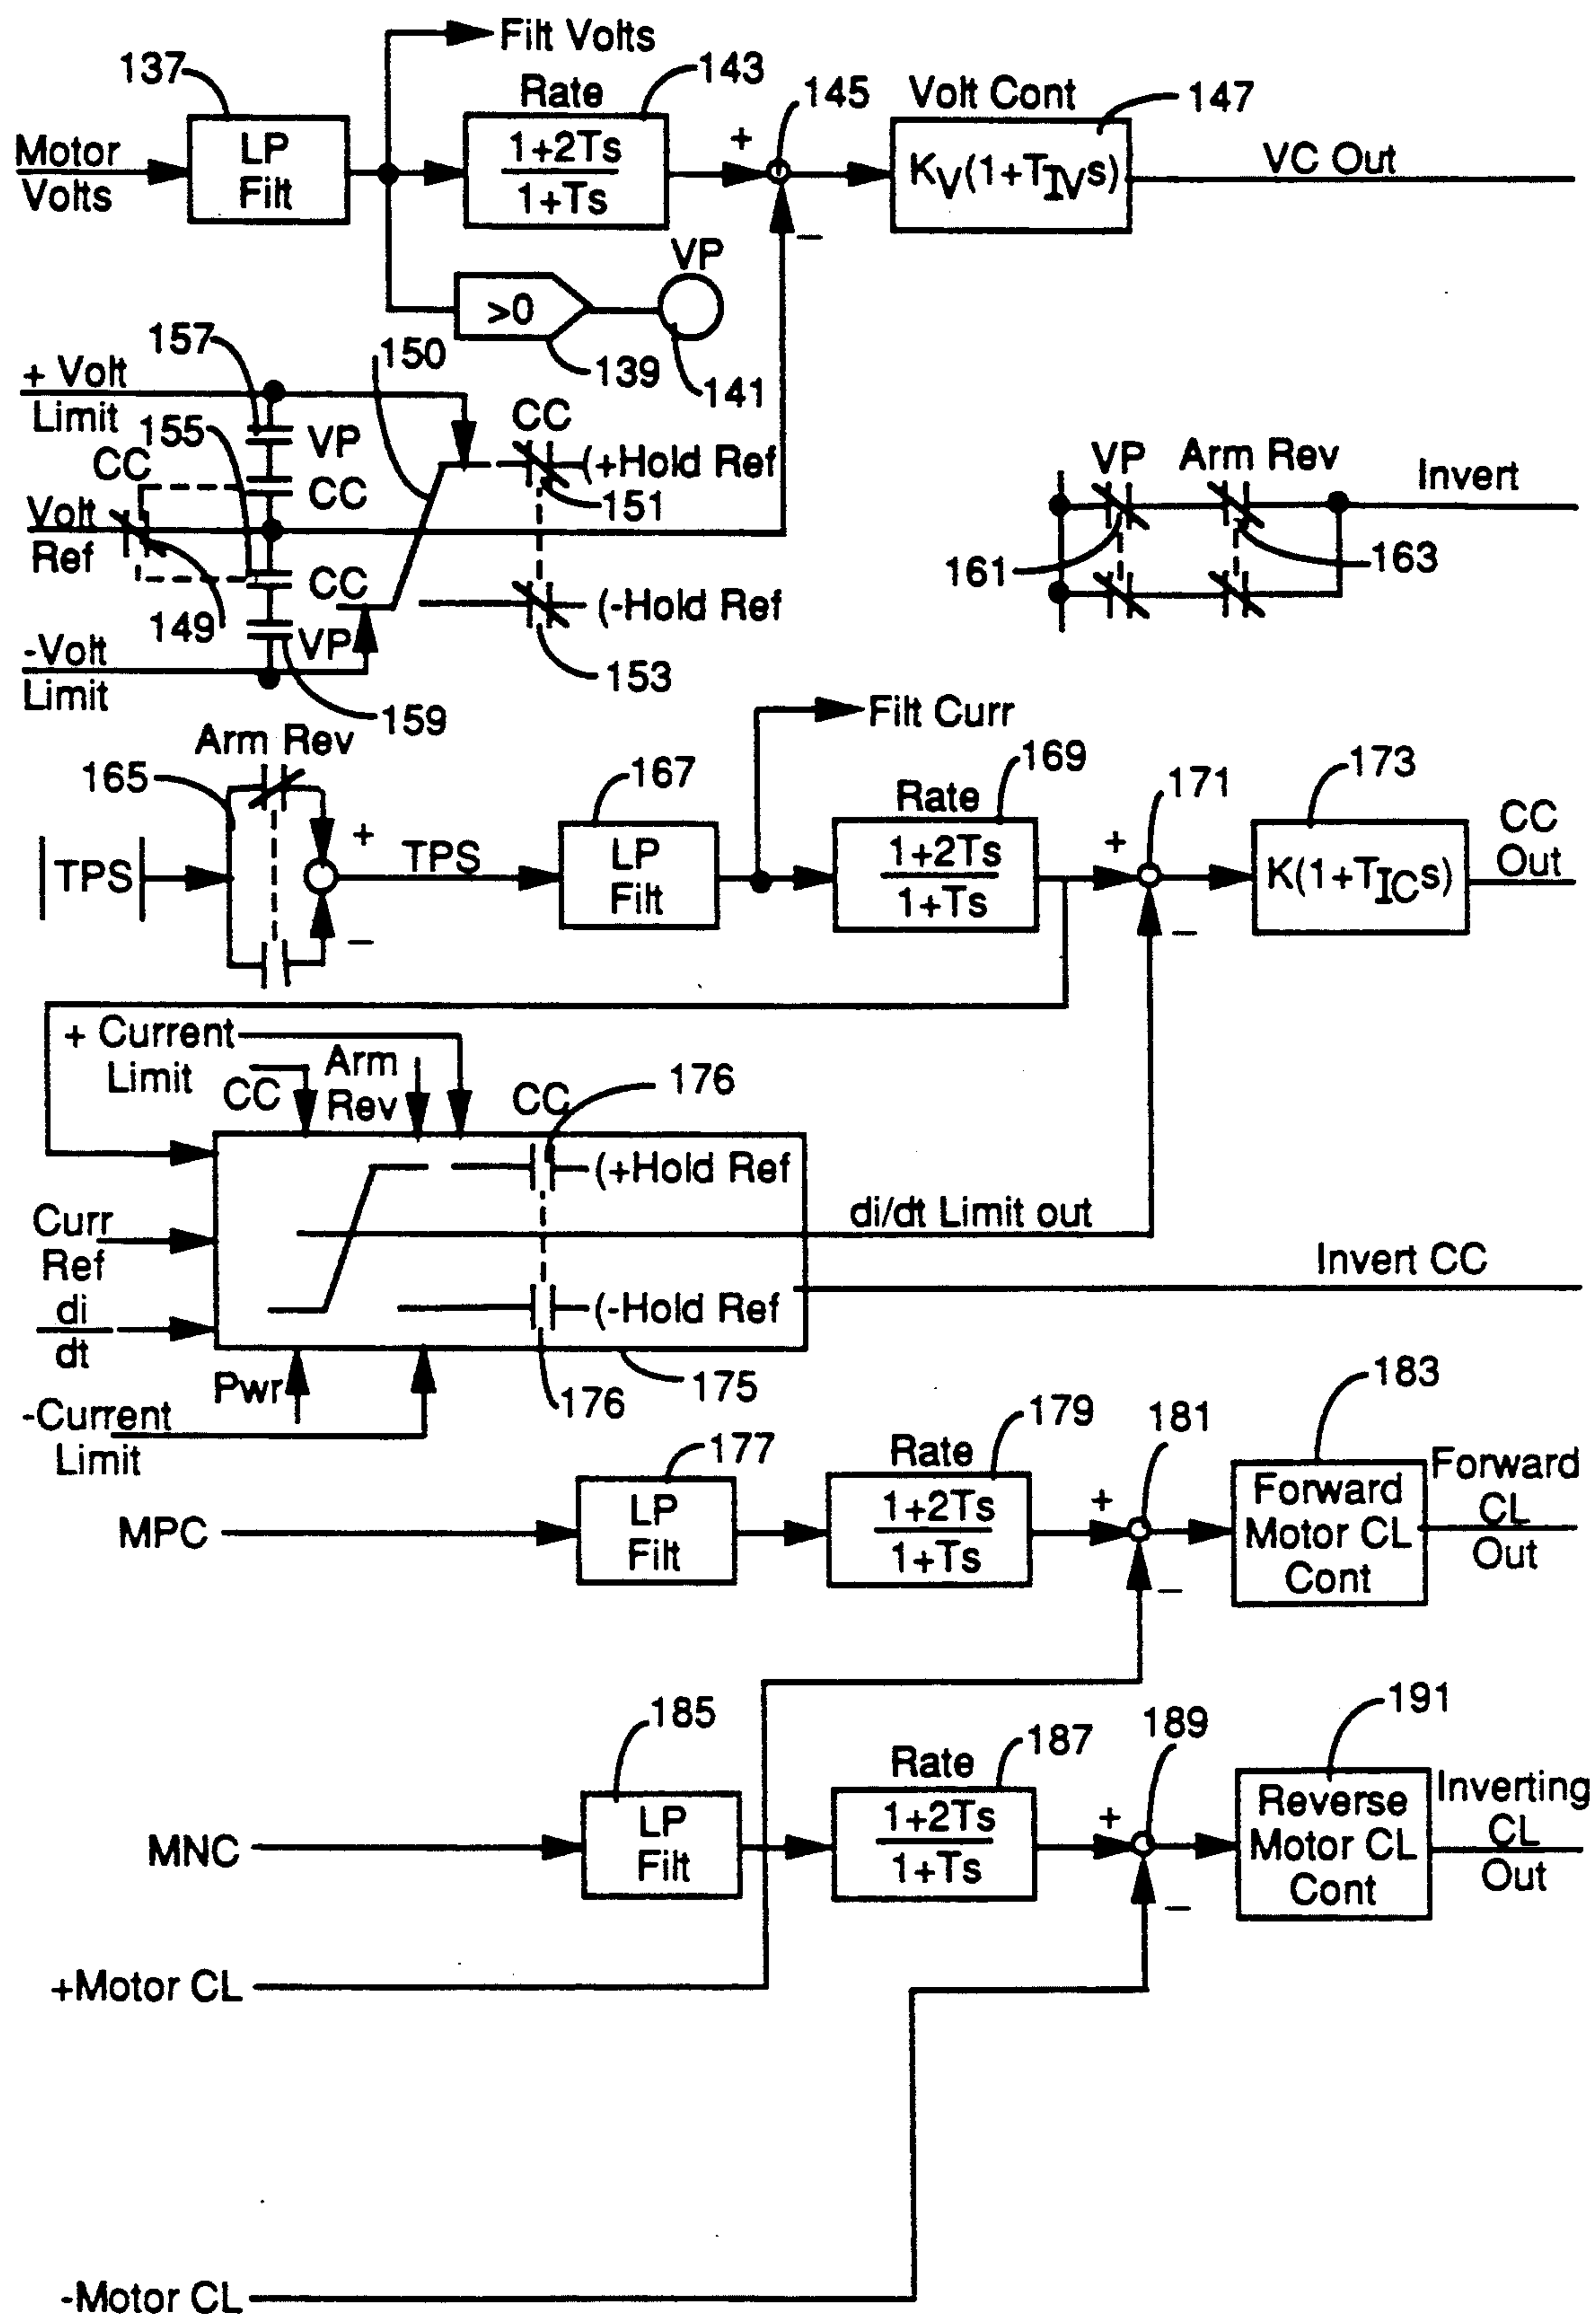 Filt Volts
137
143
Rate
145
Volt Cont
147
Motor
Volts
LP
Filt
1+2Ts
1+Ts
+
KV(1+TIVs)
VC Out
−
VP
>0
139
141
157
150
+ Volt
Limit
155
VP
CC
CC
CC
(+Hold Ref
151
Volt
Ref
149
CC
VP
(-Hold Ref
153
-Volt
Limit
159
VP
Arm Rev
Invert
161
163
Filt Curr
Arm Rev
165
167
Rate
169
171
173
CC
Out
|TPS|
+
−
TPS
LP
Filt
1+2Ts
1+Ts
+
−
K(1+TICs)
+ Current
Limit
CC
Arm
Rev
CC
176
(+Hold Ref
Curr
Ref
di/dt Limit out
Invert CC
di
dt
(-Hold Ref
Pwr
176
175
-Current
Limit
177
Rate
179
181
183
MPC
LP
Filt
1+2Ts
1+Ts
+
−
Forward
Motor CL
Cont
Forward
CL
Out
185
Rate
187
189
191
MNC
LP
Filt
1+2Ts
1+Ts
+
−
Reverse
Motor CL
Cont
Inverting
CL
Out
+Motor CL
-Motor CL